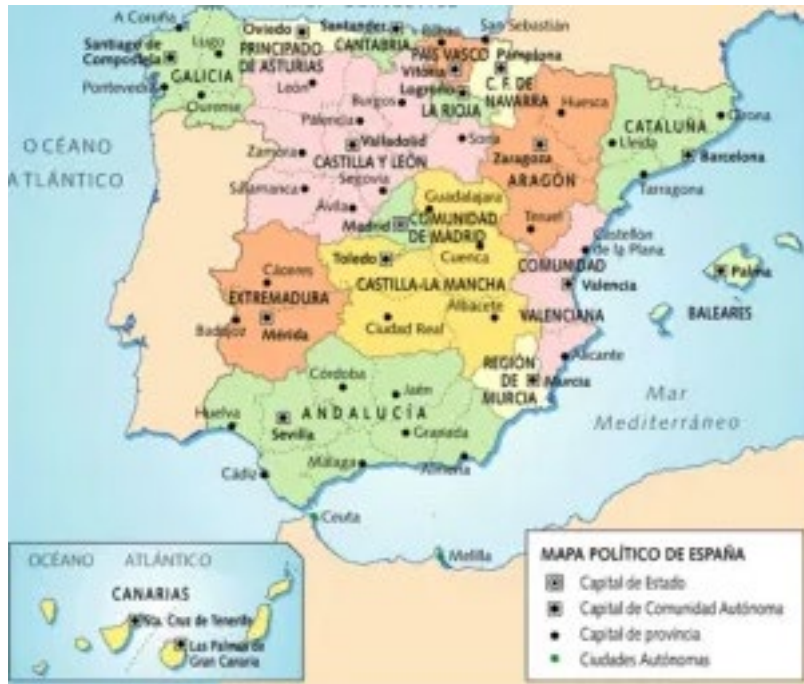 A Coruña
Lugo
Santiago de
Compostela
Pontevedra
GALICIA
Ourense
Oviedo
PRINCIPADO
DE ASTURIAS
Santander
CANTABRIA
Bilbao
San Sebastián
PAÍS VASCO
Vitoria
Pamplona
C. F. DE
NAVARRA
Logroño
LA RIOJA
León
Burgos
Palencia
Valladolid
Soria
Zamora
CASTILLA Y LEÓN
Segovia
Salamanca
Ávila
Huesca
Zaragoza
ARAGÓN
Teruel
CATALUÑA
Girona
Lleida
Barcelona
Tarragona
OCÉANO
ATLÁNTICO
Madrid
COMUNIDAD
DE MADRID
Guadalajara
Toledo
Cuenca
CASTILLA-LA MANCHA
Albacete
Ciudad Real
Cáceres
EXTREMADURA
Badajoz
Mérida
Castellón
de la Plana
COMUNIDAD
Valencia
VALENCIANA
Alicante
Palma
BALEARES
REGIÓN
DE
MURCIA
Murcia
Mar
Mediterráneo
Córdoba
Jaén
ANDALUCÍA
Huelva
Sevilla
Granada
Cádiz
Málaga
Almería
Ceuta
Melilla
OCÉANO ATLÁNTICO
CANARIAS
Sta. Cruz de Tenerife
Las Palmas de
Gran Canaria
MAPA POLÍTICO DE ESPAÑA
Capital de Estado
Capital de Comunidad Autónoma
Capital de provincia
Ciudades Autónomas